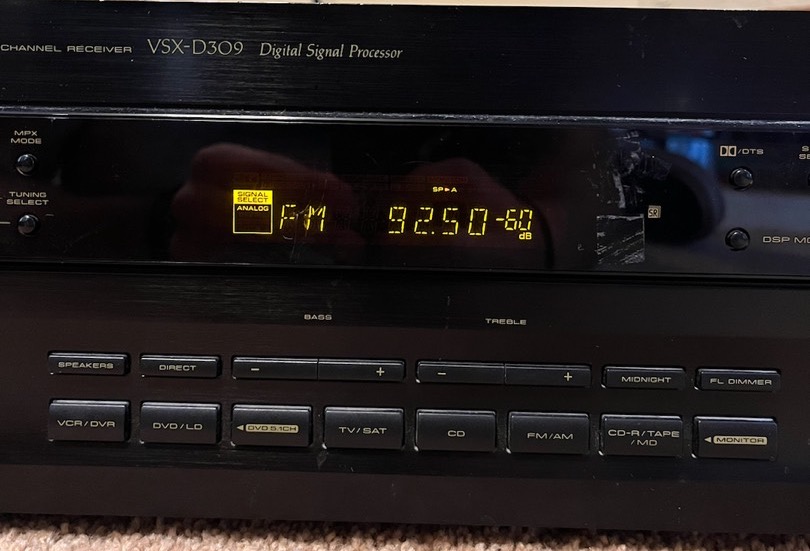 CHANNEL RECEIVER VSX-D309 Digital Signal Processor
MPX
MODE
TUNING
SELECT
SIGNAL
SELECT
ANALOG
FM
SP►A
92.50 -60
dB
SR
/DTS
DSP
BASS
TREBLE
SPEAKERS
DIRECT
−
+
−
+
MIDNIGHT
FL DIMMER
VCR/DVR
DVD/LD
◄DVD 5.1CH
TV/SAT
CD
FM/AM
CD-R/TAPE
/MD
◄MONITOR